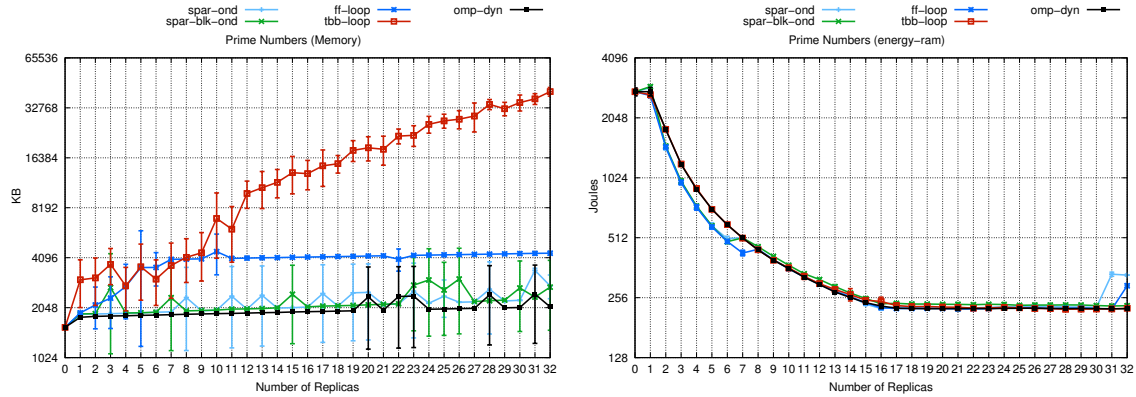 spar-ond ff-loop omp-dyn
spar-blk-ond tbb-loop
Prime Numbers (Memory)
65536
32768
16384
8192
4096
2048
1024
KB
0 1 2 3 4 5 6 7 8 9 10 11 12 13 14 15 16 17 18 19 20 21 22 23 24 25 26 27 28 29 30 31 32
Number of Replicas
spar-ond ff-loop omp-dyn
spar-blk-ond tbb-loop
Prime Numbers (energy-ram)
4096
2048
1024
512
256
128
Joules
0 1 2 3 4 5 6 7 8 9 10 11 12 13 14 15 16 17 18 19 20 21 22 23 24 25 26 27 28 29 30 31 32
Number of Replicas